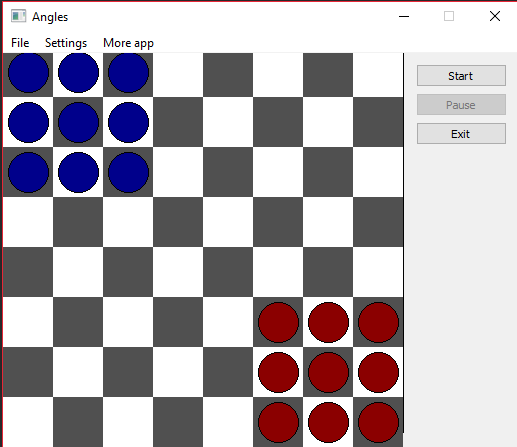 Angles
File Settings More app
Start
Pause
Exit